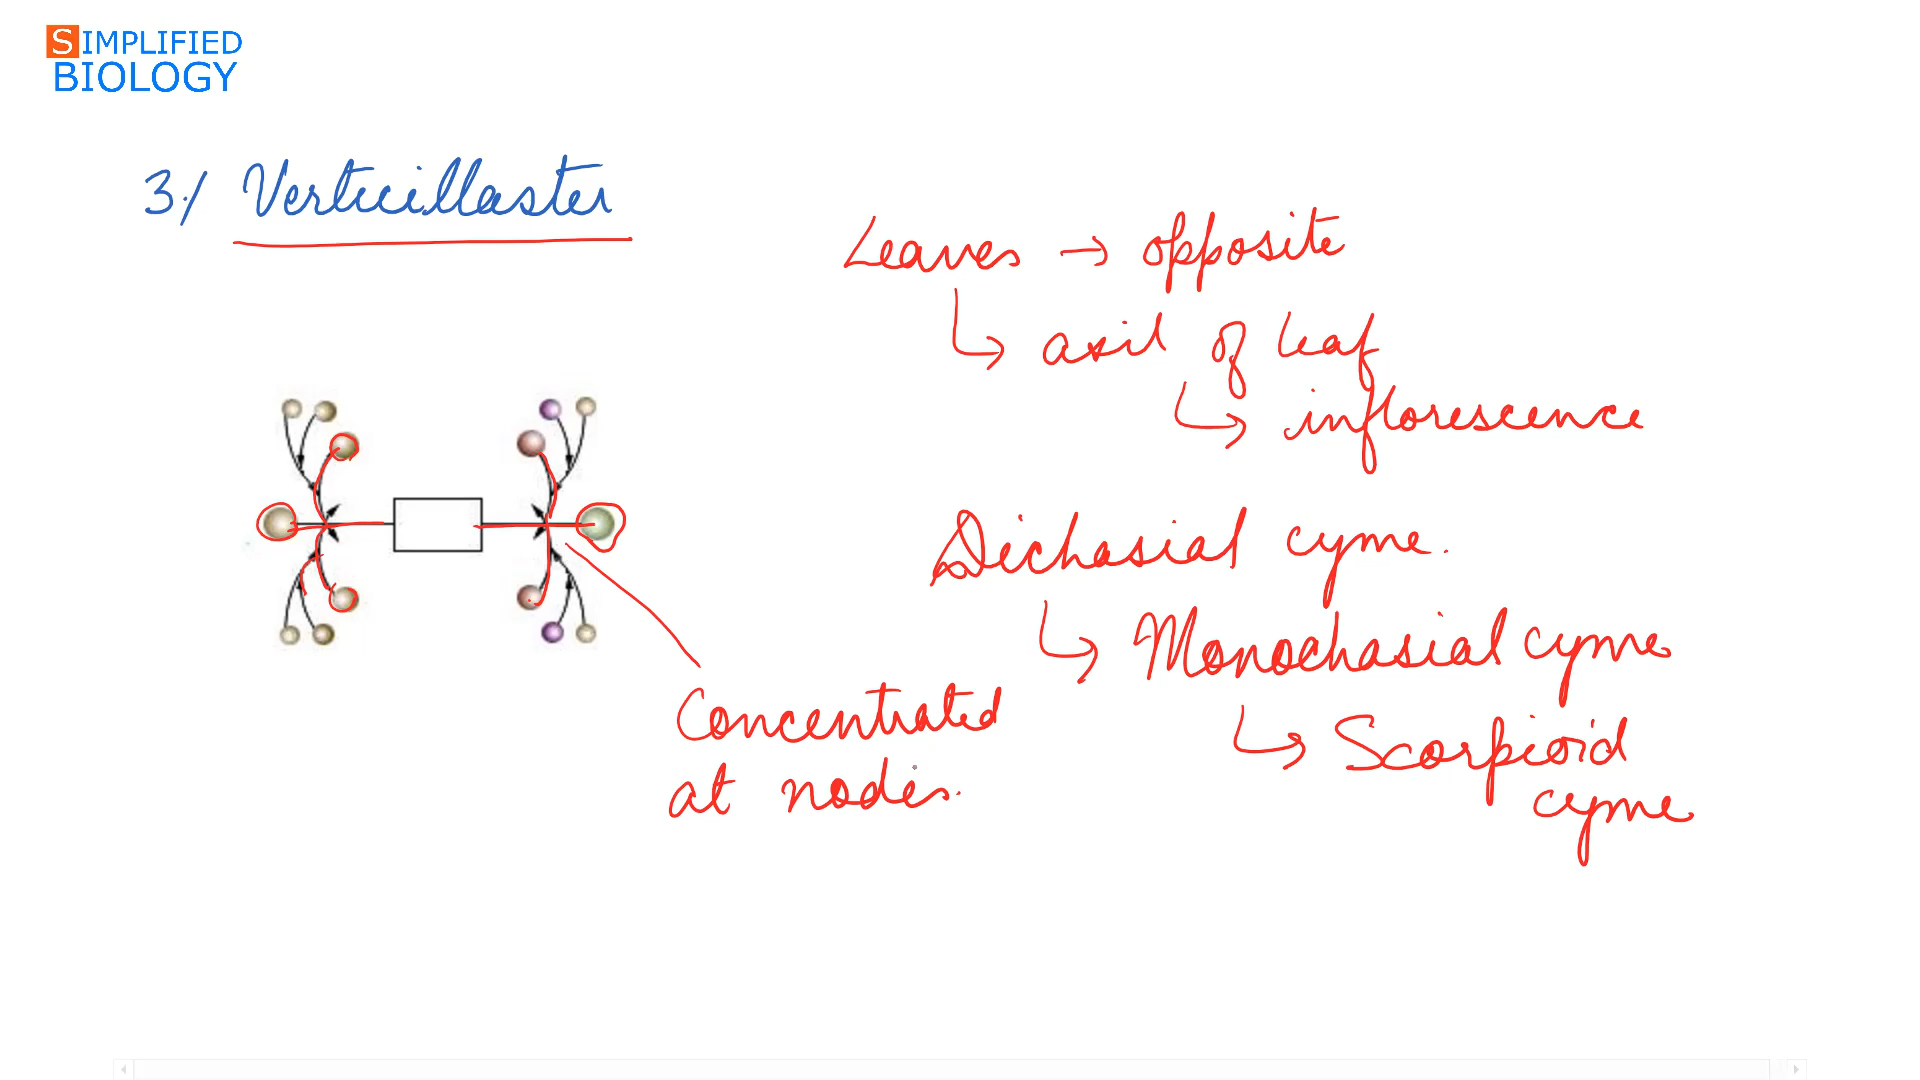 SIMPLIFIED
BIOLOGY
3./ Verticillaster
Leaves → opposite
↳ axil of leaf
↳ inflorescence
Dichasial cyme.
↳ Monochasial cyme
↳ Scorpioid
cyme
Concentrated
at nodes.